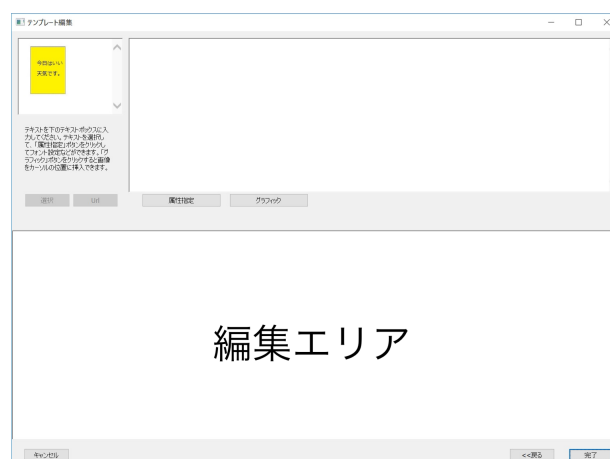 テンプレート編集
今日はいい
天気です。
テキストを下のテキストボックスに入
力してください。テキストを選択し
て、「属性指定」ボタンをクリックし
てフォント設定などができます。「グ
ラフィック」ボタンをクリックすると画像
をカーソルの位置に挿入できます。
選択 Url 属性指定 グラフィック
編集エリア
キャンセル <<戻る 完了